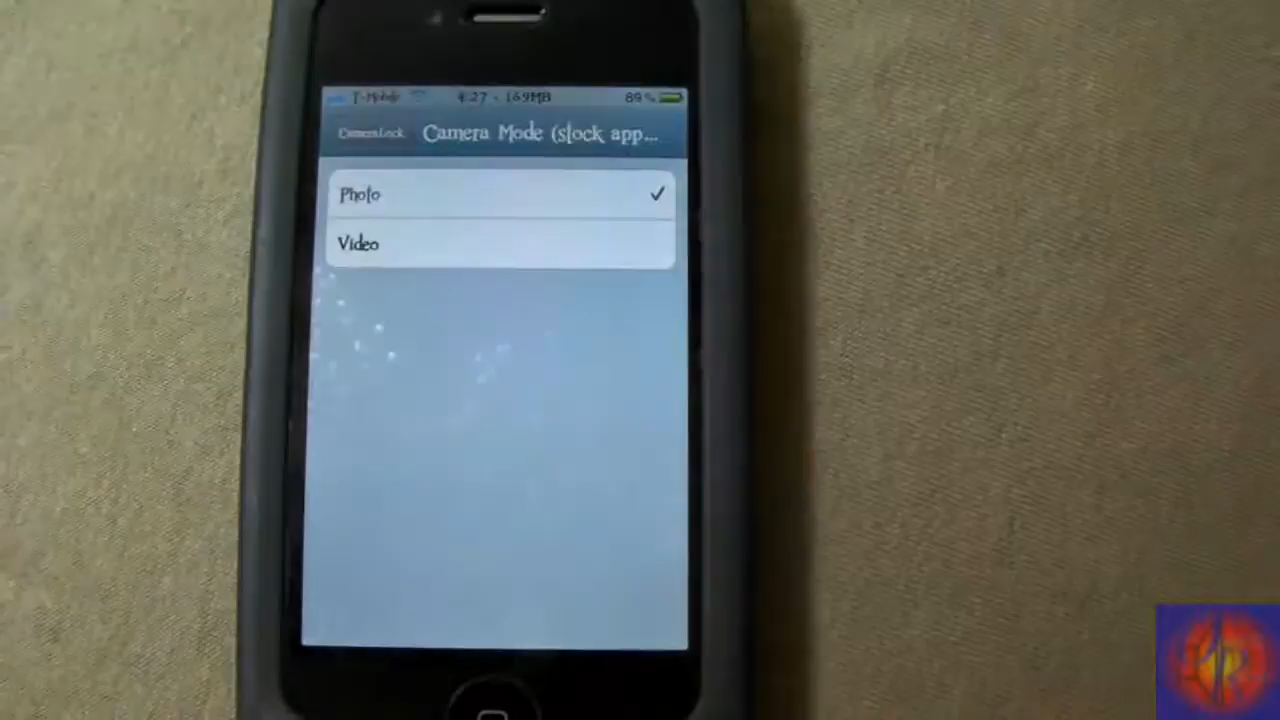 T-Mobile 4:27 - 169MB 89%
CameraLock Camera Mode (stock app...
Photo
Video